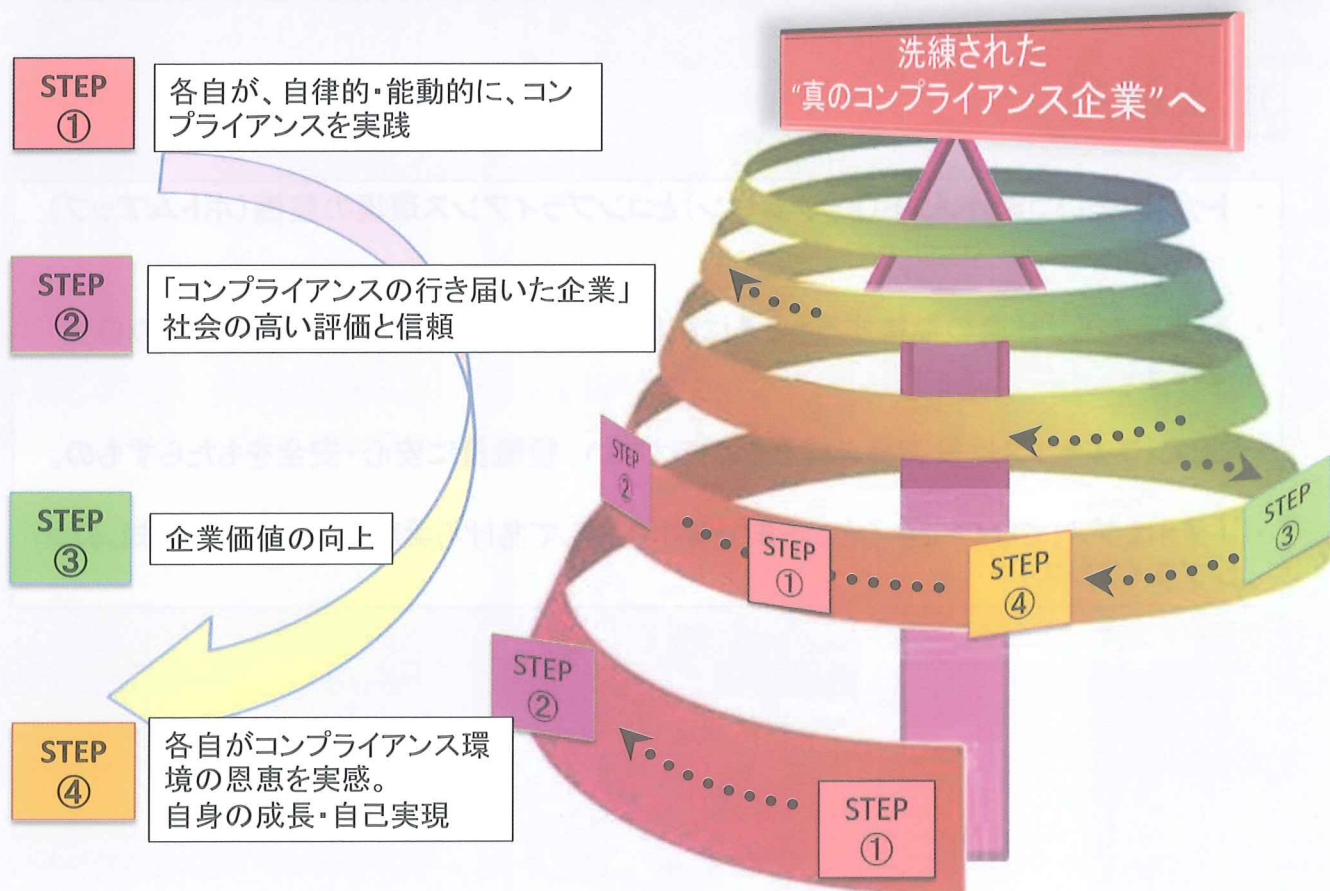 STEP
①
各自が、自律的・能動的に、コン
プライアンスを実践
STEP
②
「コンプライアンスの行き届いた企業」
社会の高い評価と信頼
STEP
③
企業価値の向上
STEP
④
各自がコンプライアンス環
境の恩恵を実感。
自身の成長・自己実現
洗練された
“真のコンプライアンス企業”へ
STEP
②
STEP
①
STEP
④
STEP
③
STEP
②
STEP
①